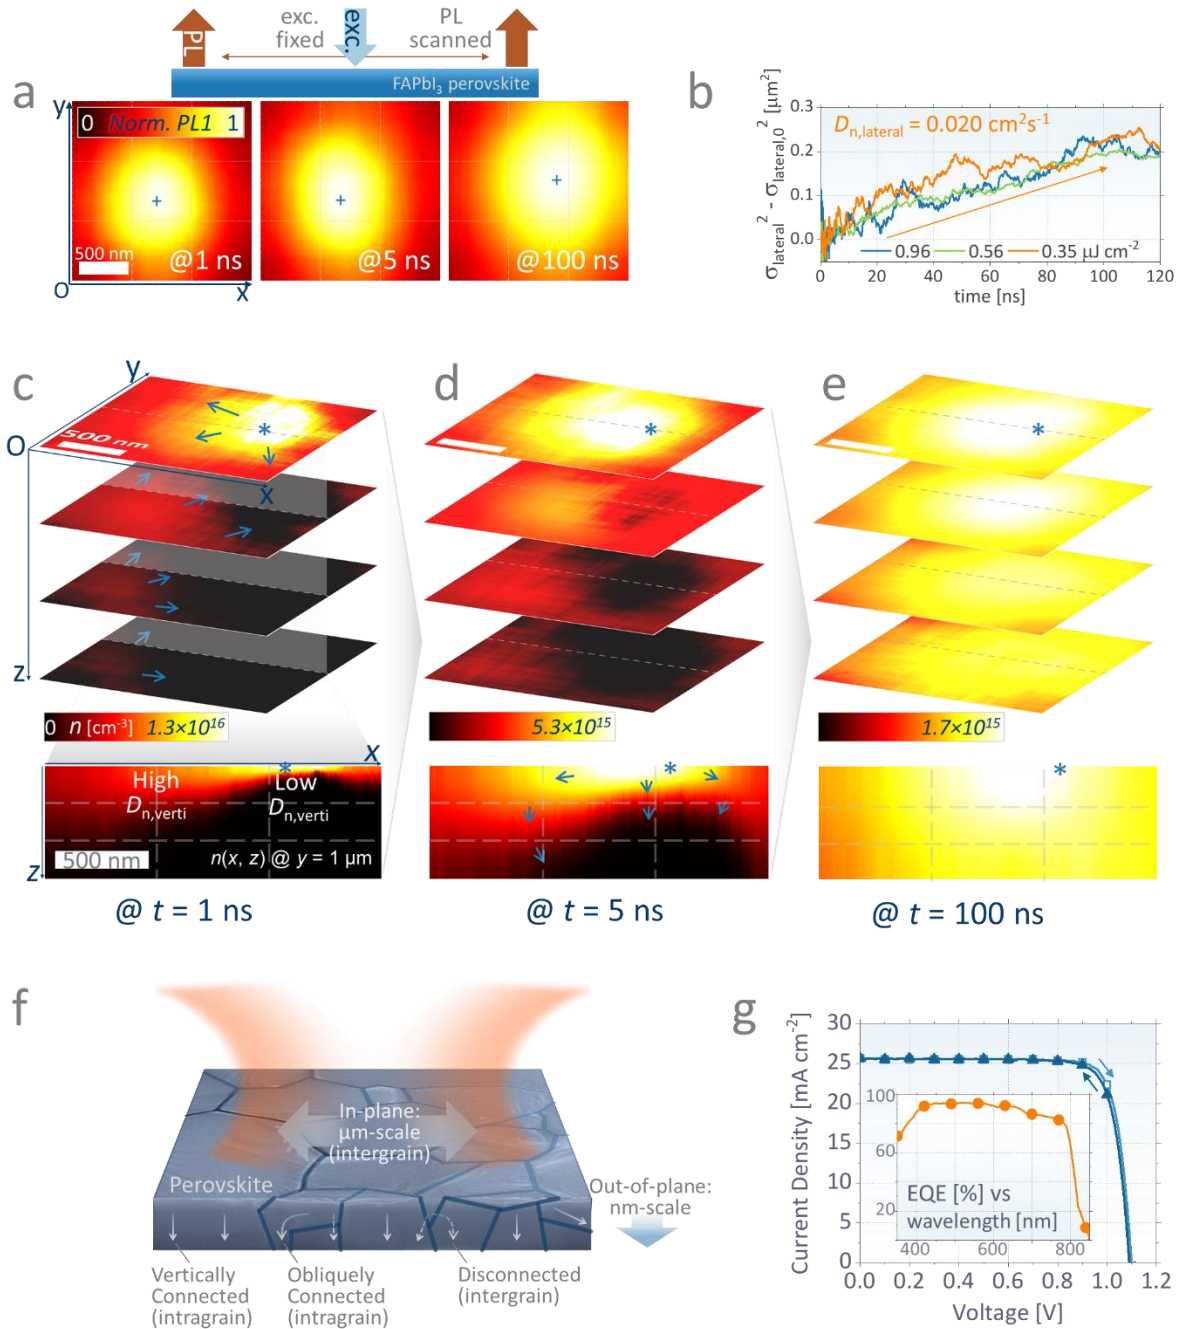 PL
exc.
fixed
exc.
PL
scanned
FAPbI₃ perovskite
a
y
0 Norm. PL1 1
500 nm
@1 ns
@5 ns
@100 ns
O
x
b
σlateral² - σlateral,0² [µm²]
0.3
0.2
0.1
0.0
Dn,lateral = 0.020 cm²s⁻¹
0.96 0.56 0.35 µJ cm⁻²
0 20 40 60 80 100 120
time [ns]
c
y
O
500 nm
*
x
z
0 n [cm⁻³] 1.3×10¹⁶
x
*
High
Dn,verti
Low
Dn,verti
500 nm
n(x, z) @ y = 1 µm
z
@ t = 1 ns
d
*
5.3×10¹⁵
*
@ t = 5 ns
e
*
1.7×10¹⁵
*
@ t = 100 ns
f
In-plane:
µm-scale
(intergrain)
Perovskite
Out-of-plane:
nm-scale
Vertically
Connected
(intragrain)
Obliquely
Connected
(intragrain)
Disconnected
(intergrain)
g
Current Density [mA cm⁻²]
30
25
20
15
10
5
0
100
60
20
EQE [%] vs
wavelength [nm]
400 600 800
0.0 0.2 0.4 0.6 0.8 1.0 1.2
Voltage [V]